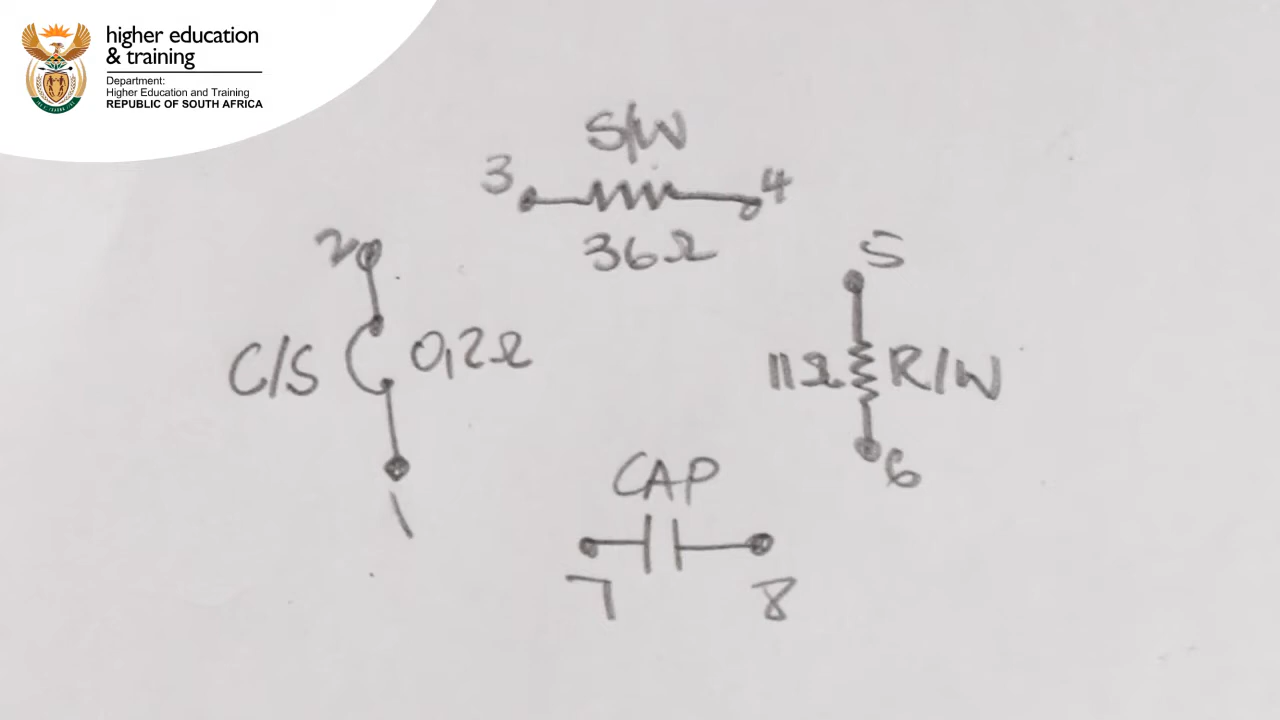 higher education
& training
Department:
Higher Education and Training
REPUBLIC OF SOUTH AFRICA
S/W
3
4
36Ω
2
5
C/S
0,2Ω
11Ω
R/W
CAP
6
1
7
8